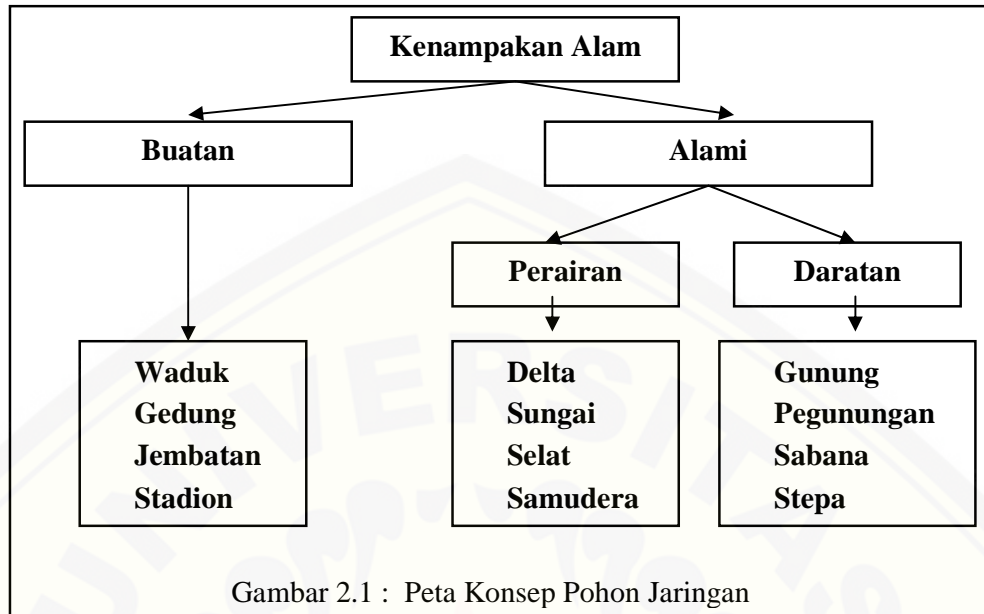 Kenampakan Alam
Buatan
Alami
Perairan
Daratan
Waduk
Gedung
Jembatan
Stadion
Delta
Sungai
Selat
Samudera
Gunung
Pegunungan
Sabana
Stepa
UNIVERSITAS
Gambar 2.1 : Peta Konsep Pohon Jaringan